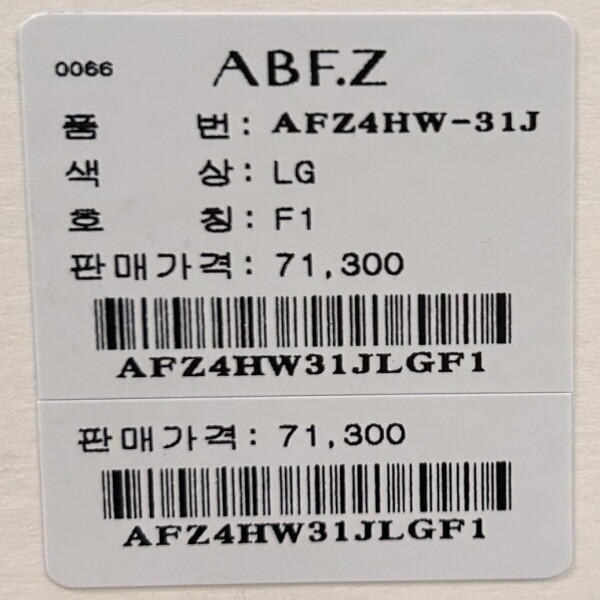 0066 ABF.Z
품 번: AFZ4HW-31J
색 상: LG
호 칭: F1
판매가격: 71,300
AFZ4HW31JLGF1
판매가격: 71,300
AFZ4HW31JLGF1